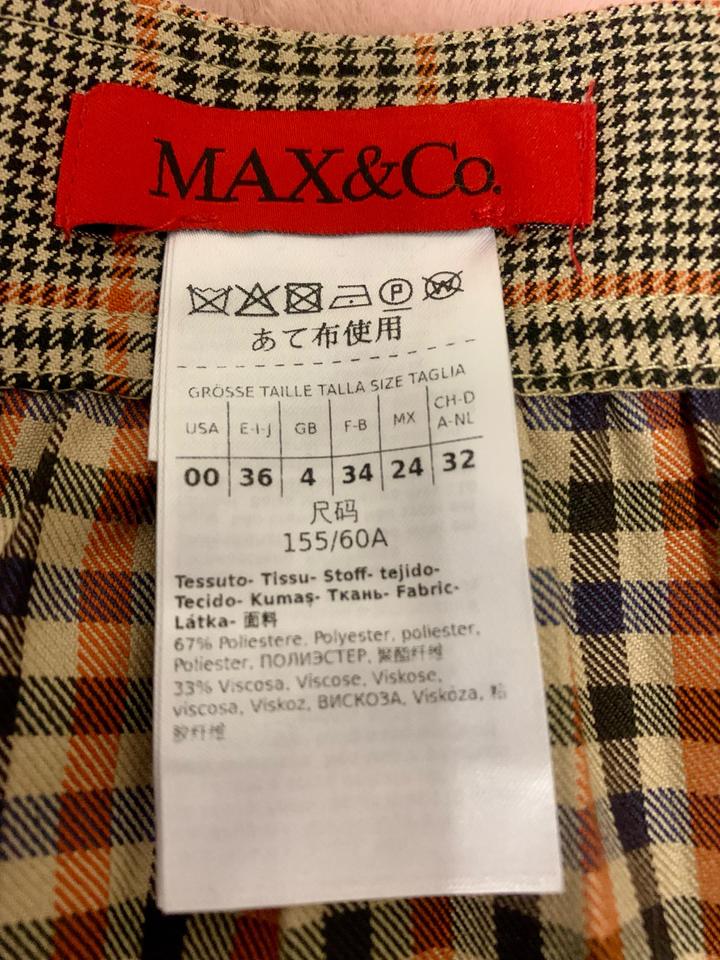 MAX&Co.
P W
あて布使用
GRÖSSE TAILLE TALLA SIZE TAGLIA
USA E-I-J GB F-B MX CH-D A-NL
00 36 4 34 24 32
尺码
155/60A
Tessuto- Tissu- Stoff- tejido-
Tecido- Kumaş- Ткань- Fabric-
Látka- 面料
67% Poliestere, Polyester, poliester,
Poliester, ПОЛИЭСТЕР, 聚酯纤维
33% Viscosa, Viscose, Viskose,
viscosa, Viskoz, ВИСКОЗА, Viskóza, 粘
胶纤维